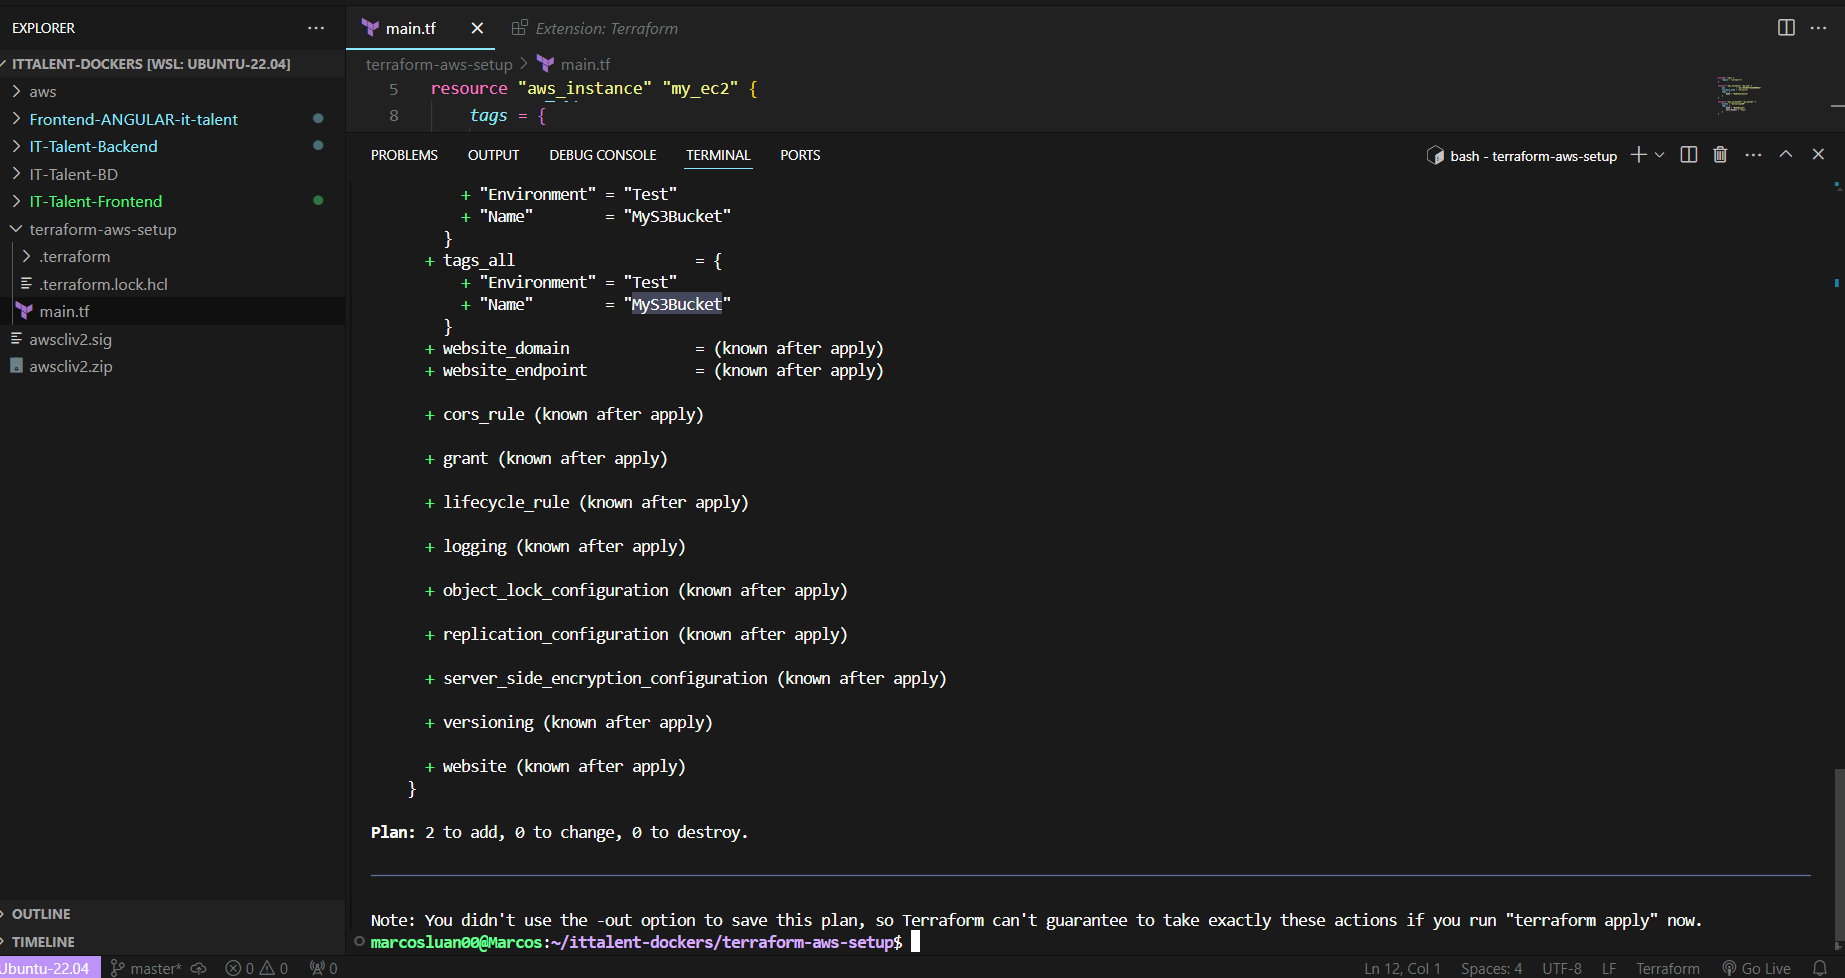 EXPLORER
ITTALENT-DOCKERS [WSL: UBUNTU-22.04]
aws
Frontend-ANGULAR-it-talent
IT-Talent-Backend
IT-Talent-BD
IT-Talent-Frontend
terraform-aws-setup
.terraform
.terraform.lock.hcl
main.tf
awscliv2.sig
awscliv2.zip
OUTLINE
TIMELINE
main.tf
Extension: Terraform
terraform-aws-setup > main.tf
5 resource "aws_instance" "my_ec2" {
8 tags = {
PROBLEMS OUTPUT DEBUG CONSOLE TERMINAL PORTS
bash - terraform-aws-setup
+ "Environment" = "Test"
+ "Name" = "MyS3Bucket"
}
+ tags_all = {
+ "Environment" = "Test"
+ "Name" = "MyS3Bucket"
}
+ website_domain = (known after apply)
+ website_endpoint = (known after apply)
+ cors_rule (known after apply)
+ grant (known after apply)
+ lifecycle_rule (known after apply)
+ logging (known after apply)
+ object_lock_configuration (known after apply)
+ replication_configuration (known after apply)
+ server_side_encryption_configuration (known after apply)
+ versioning (known after apply)
+ website (known after apply)
}
Plan: 2 to add, 0 to change, 0 to destroy.
Note: You didn't use the -out option to save this plan, so Terraform can't guarantee to take exactly these actions if you run "terraform apply" now.
marcosluan00@Marcos:~/ittalent-dockers/terraform-aws-setup$
Ubuntu-22.04 master* 0 0 0 Ln 12, Col 1 Spaces: 4 UTF-8 LF Terraform Go Live